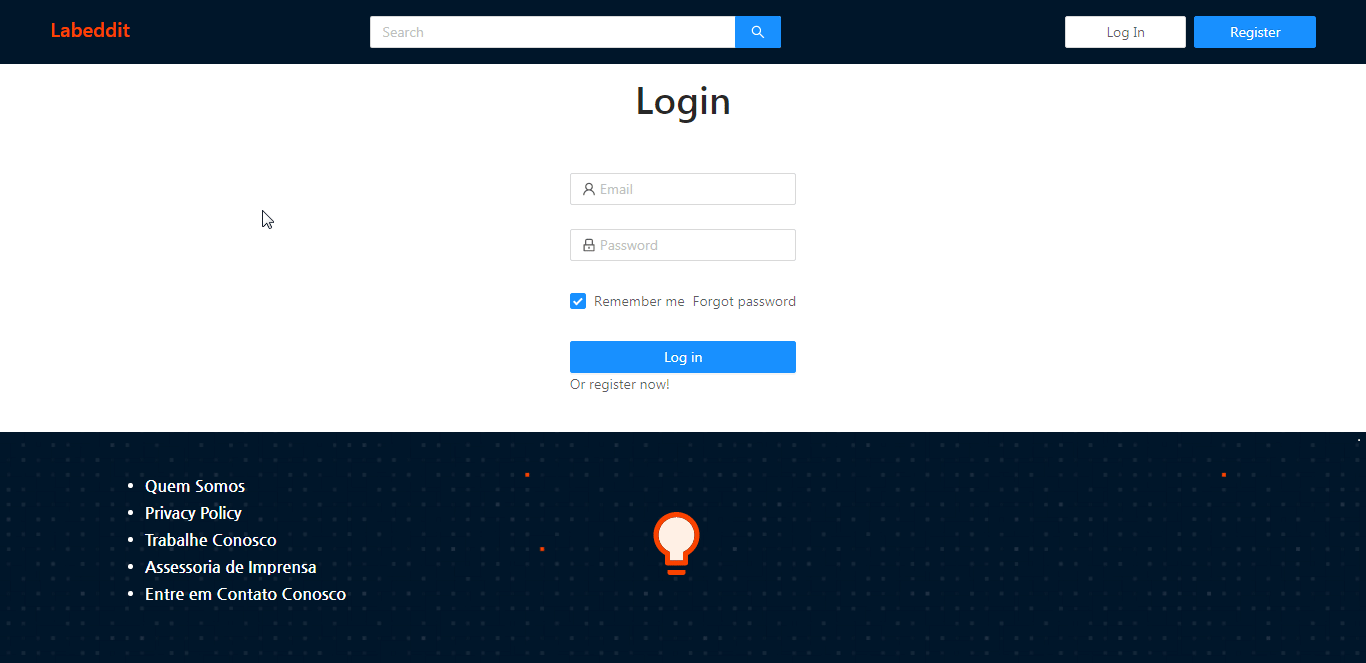 Labeddit
Search
Log In
Register
Login
Email
Password
Remember me
Forgot password
Log in
Or register now!
Quem Somos
Privacy Policy
Trabalhe Conosco
Assessoria de Imprensa
Entre em Contato Conosco